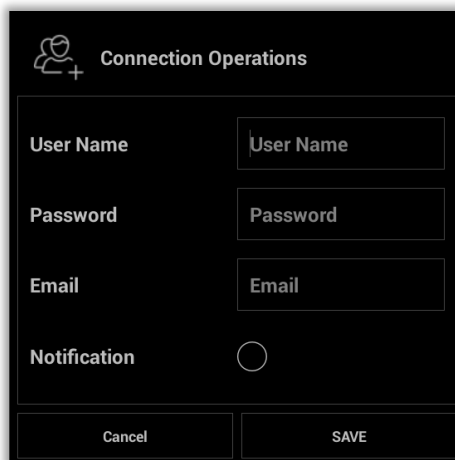 Connection Operations
User Name User Name
Password Password
Email Email
Notification
Cancel SAVE